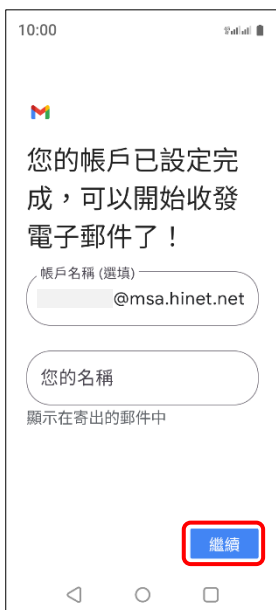 10:00
您的帳戶已設定完
成，可以開始收發
電子郵件了！
帳戶名稱 (選填)
@msa.hinet.net
您的名稱
顯示在寄出的郵件中
繼續